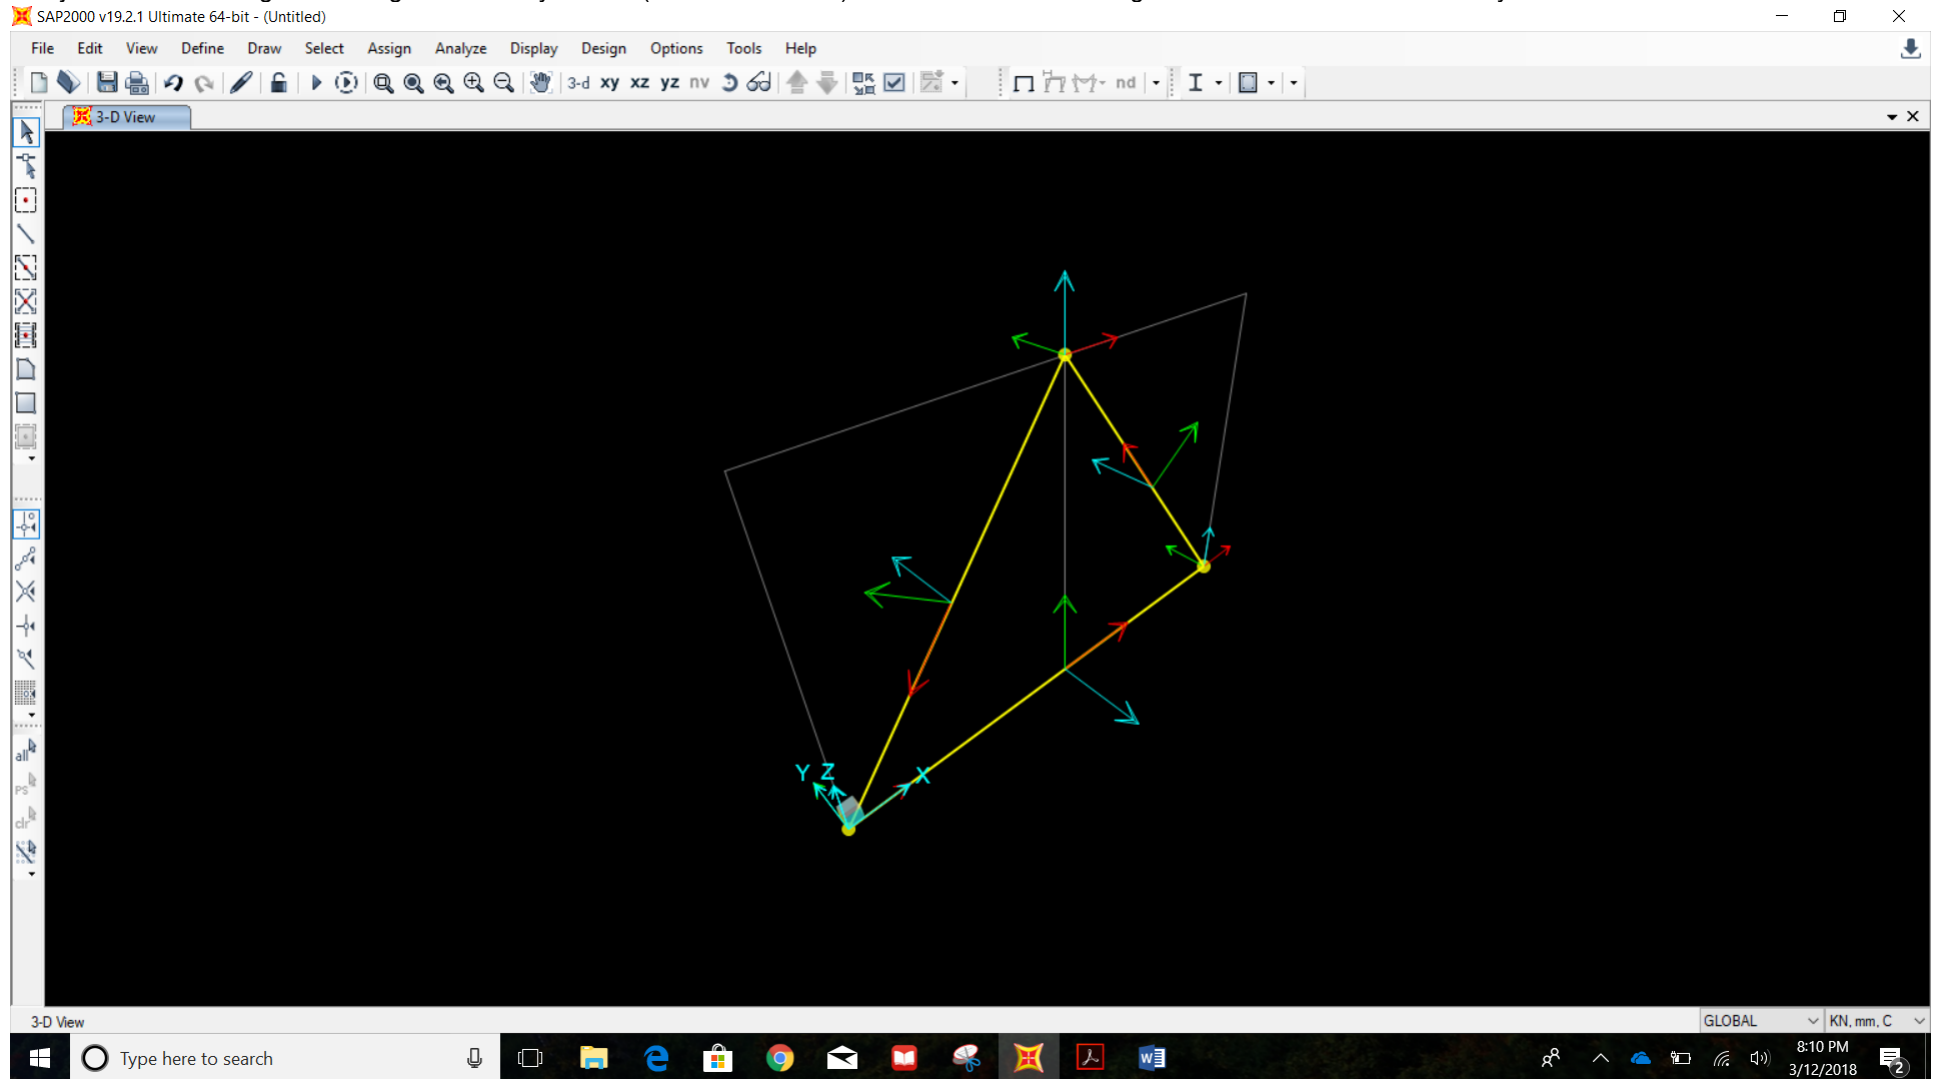 SAP2000 v19.2.1 Ultimate 64-bit - (Untitled)
File Edit View Define Draw Select Assign Analyze Display Design Options Tools Help
3-d xy xz yz nv nd
3-D View
all
PS
clr
Y Z X
3-D View GLOBAL KN, mm, C
Type here to search
8:10 PM
3/12/2018
2